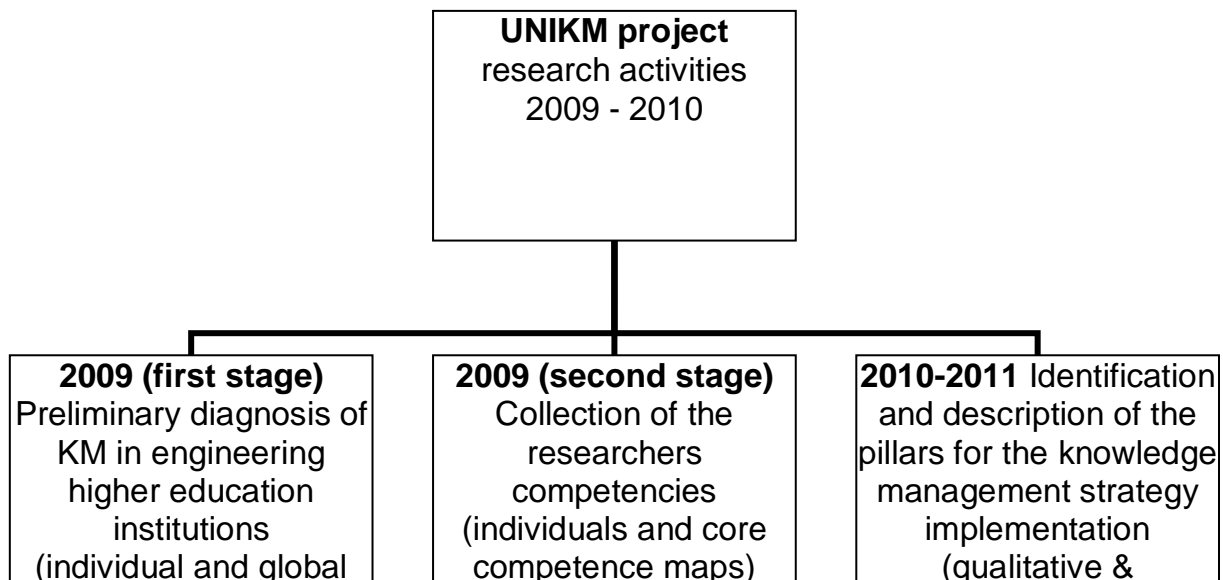 UNIKM project
research activities
2009 - 2010
2009 (first stage)
Preliminary diagnosis of
KM in engineering
higher education
institutions
(individual and global
2009 (second stage)
Collection of the
researchers
competencies
(individuals and core
competence maps)
2010-2011 Identification
and description of the
pillars for the knowledge
management strategy
implementation
(qualitative &